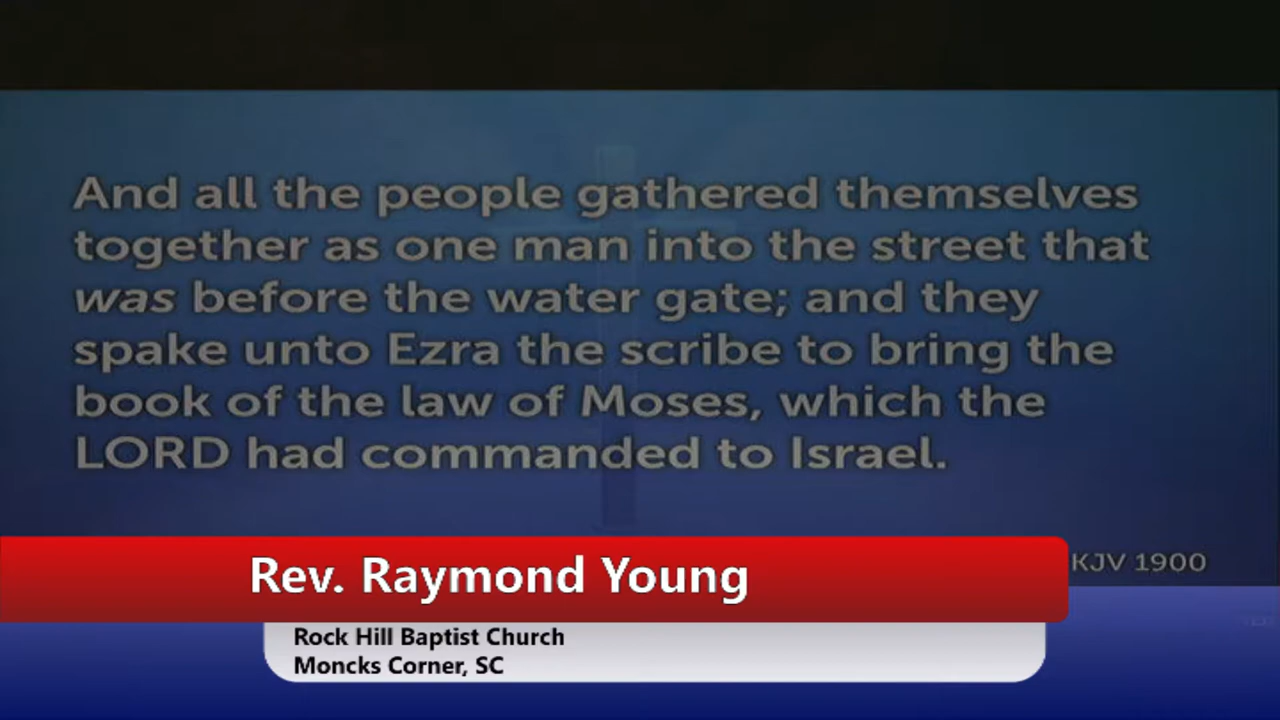 And all the people gathered themselves
together as one man into the street that
was before the water gate; and they
spake unto Ezra the scribe to bring the
book of the law of Moses, which the
LORD had commanded to Israel.
KJV 1900
Rev. Raymond Young
Rock Hill Baptist Church
Moncks Corner, SC